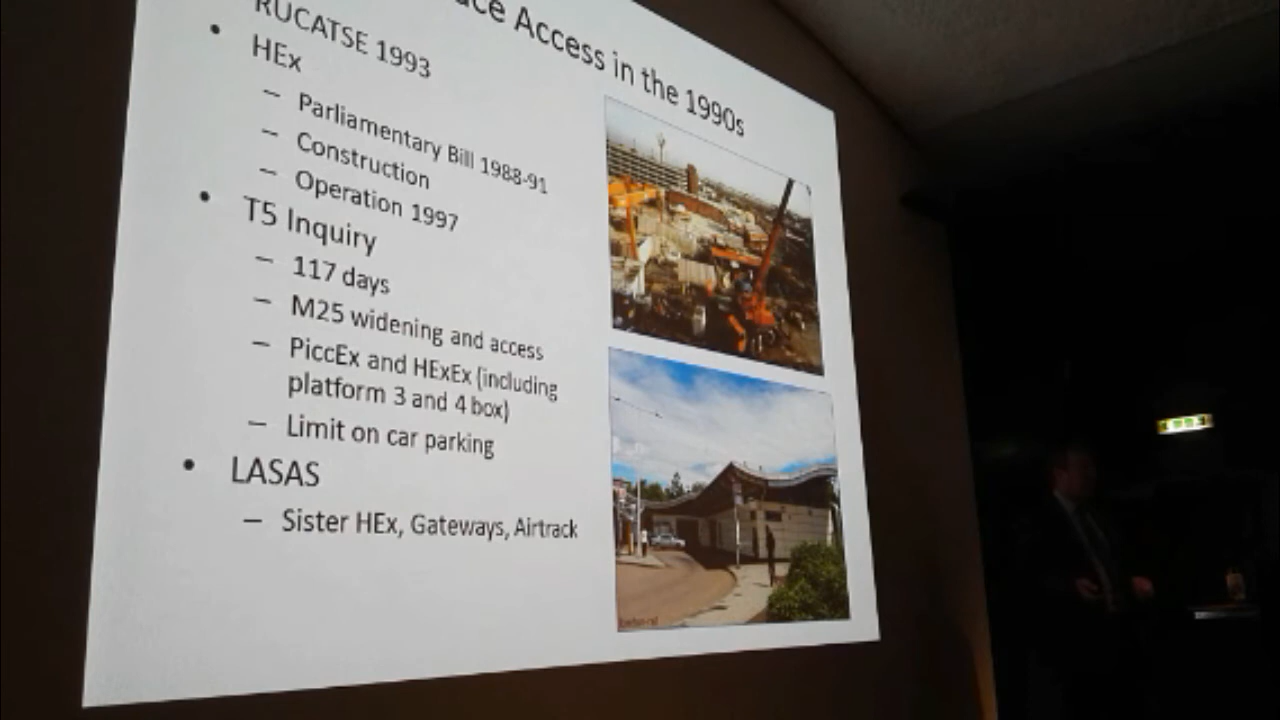 Access in the 1990s
RUCATSE 1993
• HEx
– Parliamentary Bill 1988-91
– Construction
– Operation 1997
• T5 Inquiry
– 117 days
– M25 widening and access
– PiccEx and HExEx (including
platform 3 and 4 box)
– Limit on car parking
• LASAS
– Sister HEx, Gateways, Airtrack